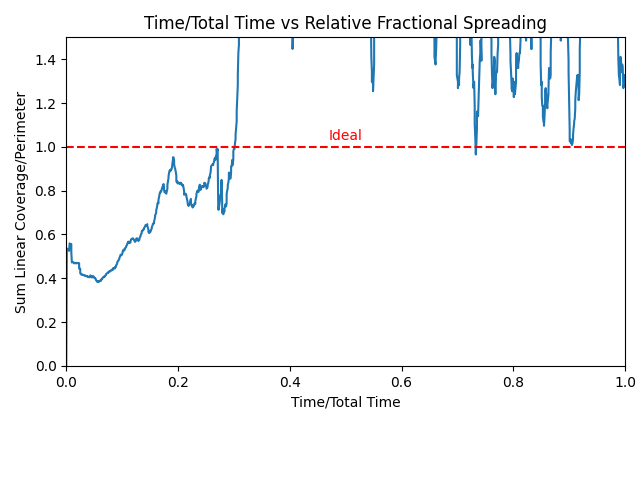 Time/Total Time vs Relative Fractional Spreading
Sum Linear Coverage/Perimeter
1.4
1.2
1.0
0.8
0.6
0.4
0.2
0.0
Ideal
0.0 0.2 0.4 0.6 0.8 1.0
Time/Total Time